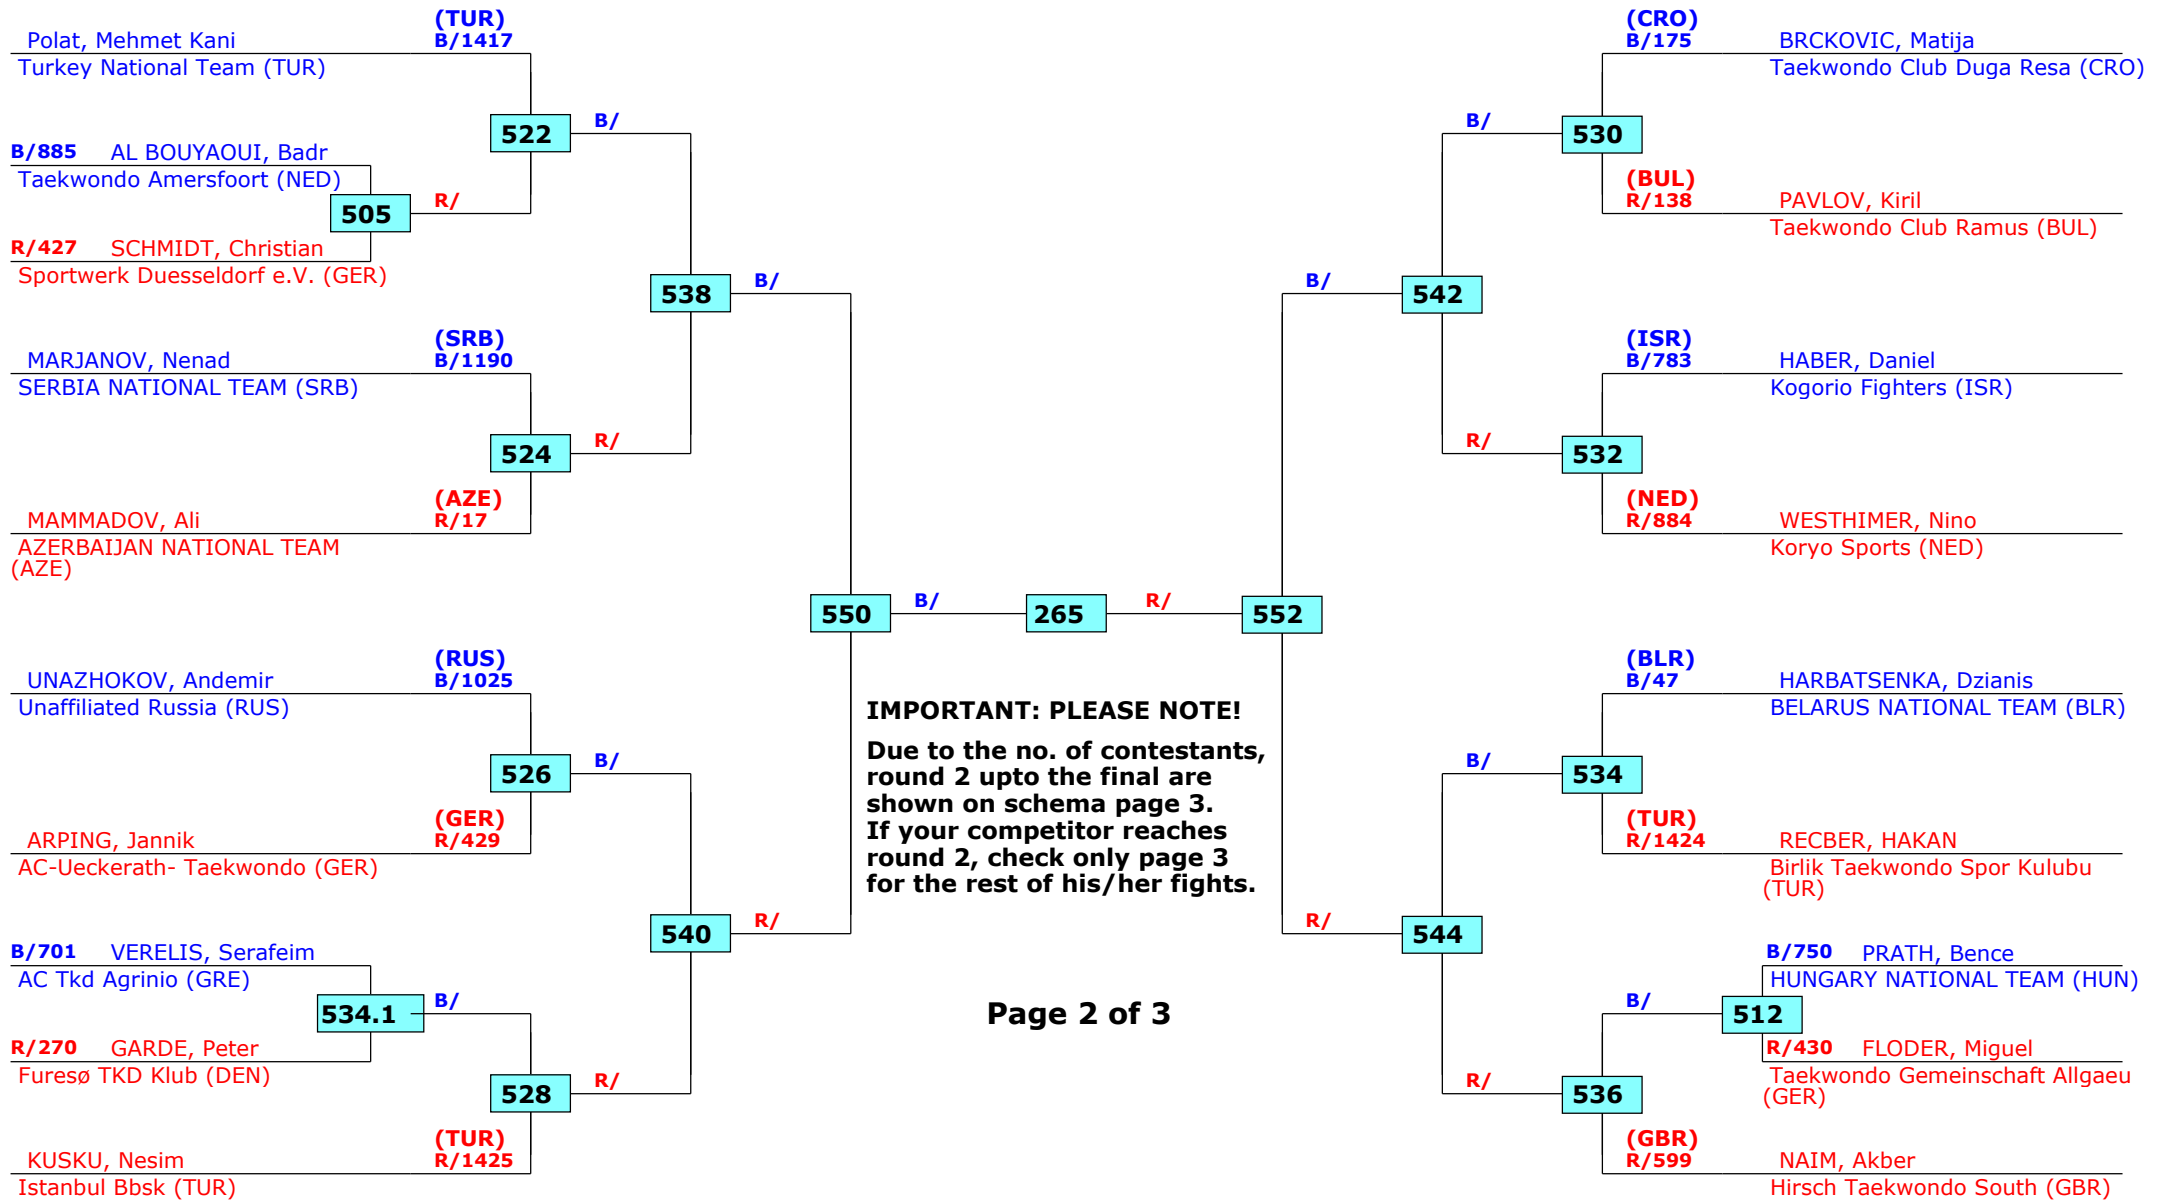 (TUR)
Polat, Mehmet Kani B/1417
Turkey National Team (TUR)
522 B/
B/885 AL BOUYAOUI, Badr
Taekwondo Amersfoort (NED)
505 R/
R/427 SCHMIDT, Christian
Sportwerk Duesseldorf e.V. (GER)
538 B/
(SRB)
MARJANOV, Nenad B/1190
SERBIA NATIONAL TEAM (SRB)
524 R/
(AZE)
MAMMADOV, Ali R/17
AZERBAIJAN NATIONAL TEAM
(AZE)
550 B/ 265 R/ 552
(RUS)
UNAZHOKOV, Andemir B/1025
Unaffiliated Russia (RUS)
526 B/
(GER)
ARPING, Jannik R/429
AC-Ueckerath- Taekwondo (GER)
540 R/
B/701 VERELIS, Serafeim
AC Tkd Agrinio (GRE)
534.1 B/
R/270 GARDE, Peter
Furesø TKD Klub (DEN)
528 R/
(TUR)
KUSKU, Nesim R/1425
Istanbul Bbsk (TUR)
IMPORTANT: PLEASE NOTE!
Due to the no. of contestants,
round 2 upto the final are
shown on schema page 3.
If your competitor reaches
round 2, check only page 3
for the rest of his/her fights.
Page 2 of 3
(CRO)
B/175 BRCKOVIC, Matija
Taekwondo Club Duga Resa (CRO)
B/ 530
(BUL)
R/138 PAVLOV, Kiril
Taekwondo Club Ramus (BUL)
B/ 542
(ISR)
B/783 HABER, Daniel
Kogorio Fighters (ISR)
R/ 532
(NED)
R/884 WESTHIMER, Nino
Koryo Sports (NED)
(BLR)
B/47 HARBATSENKA, Dzianis
BELARUS NATIONAL TEAM (BLR)
B/ 534
(TUR)
R/1424 RECBER, HAKAN
Birlik Taekwondo Spor Kulubu
(TUR)
R/ 544
B/750 PRATH, Bence
HUNGARY NATIONAL TEAM (HUN)
B/ 512
R/430 FLODER, Miguel
Taekwondo Gemeinschaft Allgaeu
(GER)
R/ 536
(GBR)
R/599 NAIM, Akber
Hirsch Taekwondo South (GBR)